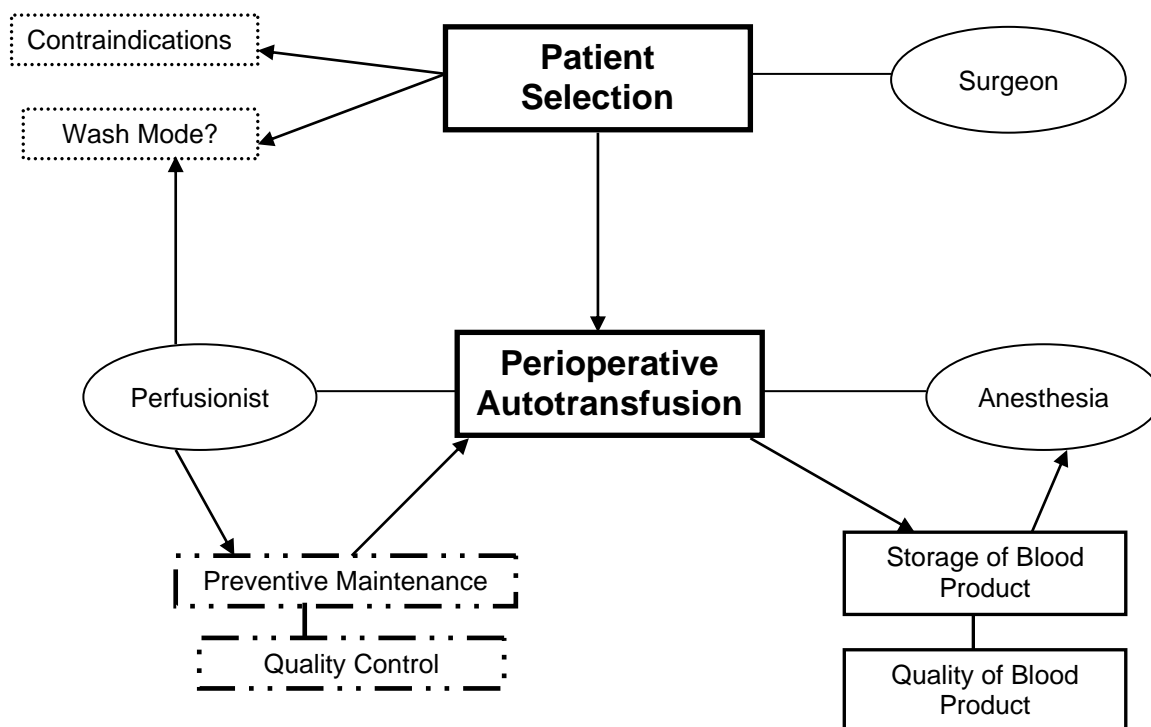 Contraindications
Patient
Selection
Surgeon
Wash Mode?
Perioperative
Autotransfusion
Perfusionist
Anesthesia
Preventive Maintenance
Quality Control
Storage of Blood
Product
Quality of Blood
Product